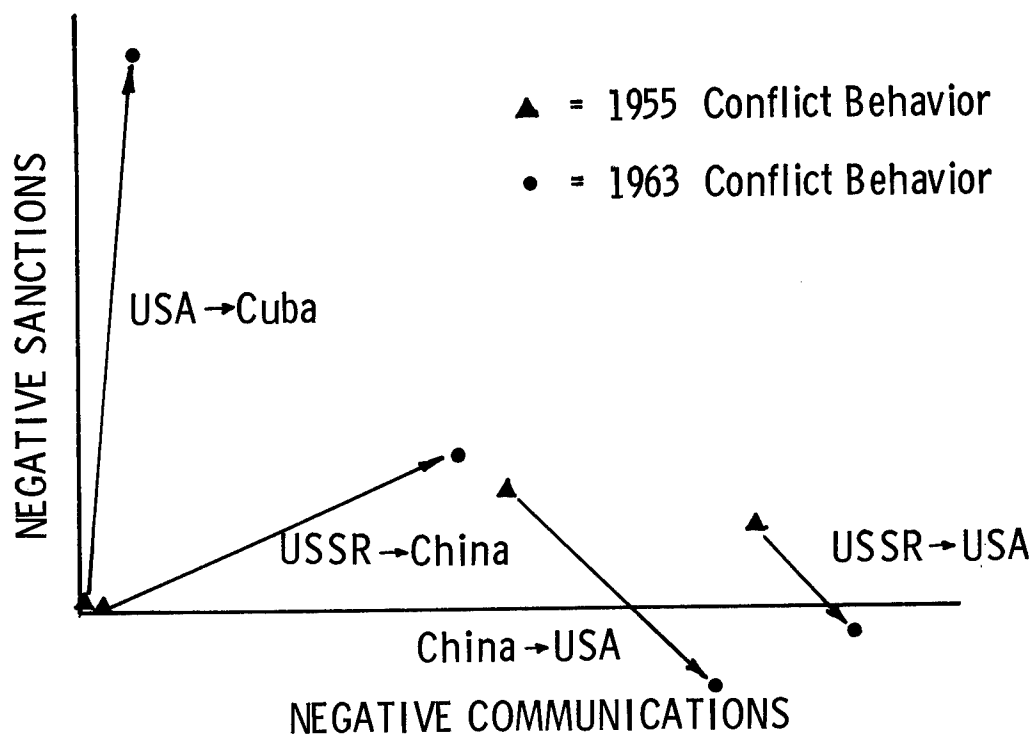 ▲ = 1955 Conflict Behavior
● = 1963 Conflict Behavior
NEGATIVE SANCTIONS
USA→Cuba
USSR→China
USSR→USA
China→USA
NEGATIVE COMMUNICATIONS